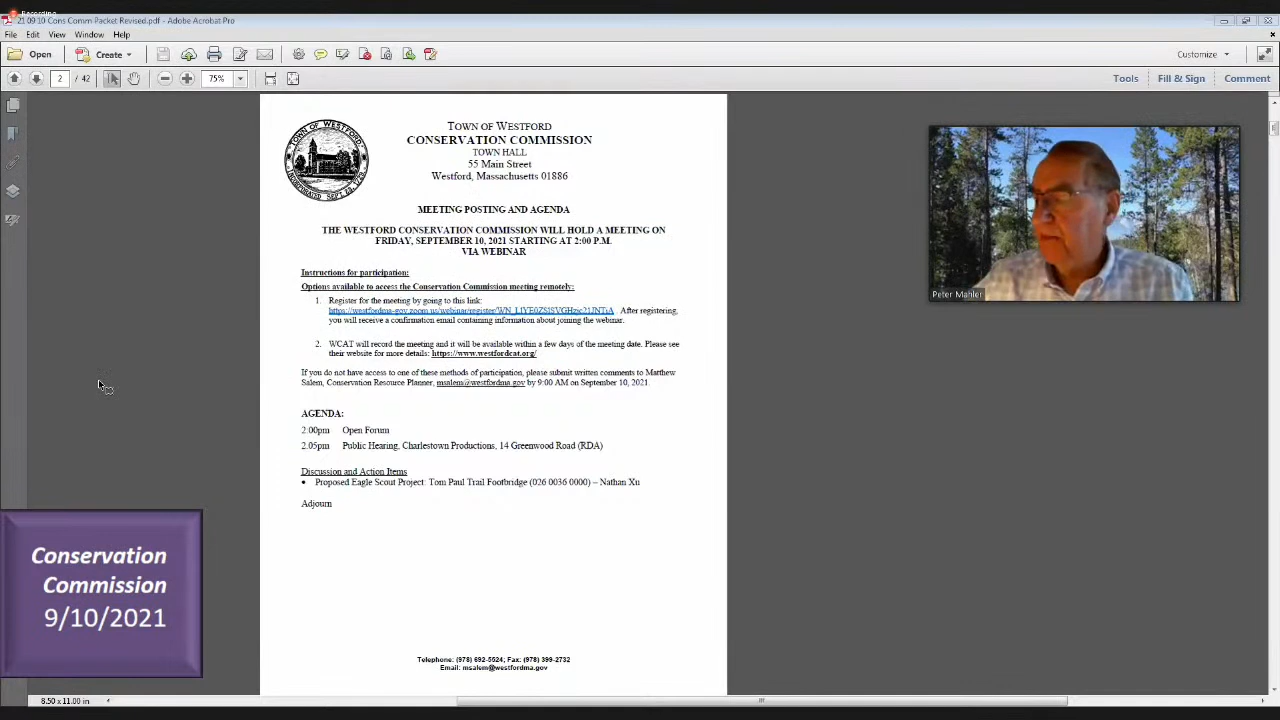 Recording
21 09 10 Cons Comm Packet Revised.pdf - Adobe Acrobat Pro
File Edit View Window Help
Open Create Customize
2 / 42 75% Tools Fill & Sign Comment
TOWN OF WESTFORD
INCORPORATED SEPT 23, 1729
TOWN OF WESTFORD
CONSERVATION COMMISSION
TOWN HALL
55 Main Street
Westford, Massachusetts 01886
MEETING POSTING AND AGENDA
THE WESTFORD CONSERVATION COMMISSION WILL HOLD A MEETING ON
FRIDAY, SEPTEMBER 10, 2021 STARTING AT 2:00 P.M.
VIA WEBINAR
Instructions for participation:
Options available to access the Conservation Commission meeting remotely:
1. Register for the meeting by going to this link:
After registering,
you will receive a confirmation email containing information about joining the webinar.
2. WCAT will record the meeting and it will be available within a few days of the meeting date. Please see
their website for more details: https://www.westfordcat.org/
If you do not have access to one of these methods of participation, please submit written comments to Matthew
Salem, Conservation Resource Planner, msalem@westfordma.gov by 9:00 AM on September 10, 2021.
AGENDA:
2:00pm Open Forum
2.05pm Public Hearing, Charlestown Productions, 14 Greenwood Road (RDA)
Discussion and Action Items
• Proposed Eagle Scout Project: Tom Paul Trail Footbridge (026 0036 0000) – Nathan Xu
Adjourn
Telephone: (978) 692-5524; Fax: (978) 399-2732
Email: msalem@westfordma.gov
Peter Mahler
Conservation
Commission
9/10/2021
8.50 x 11.00 in